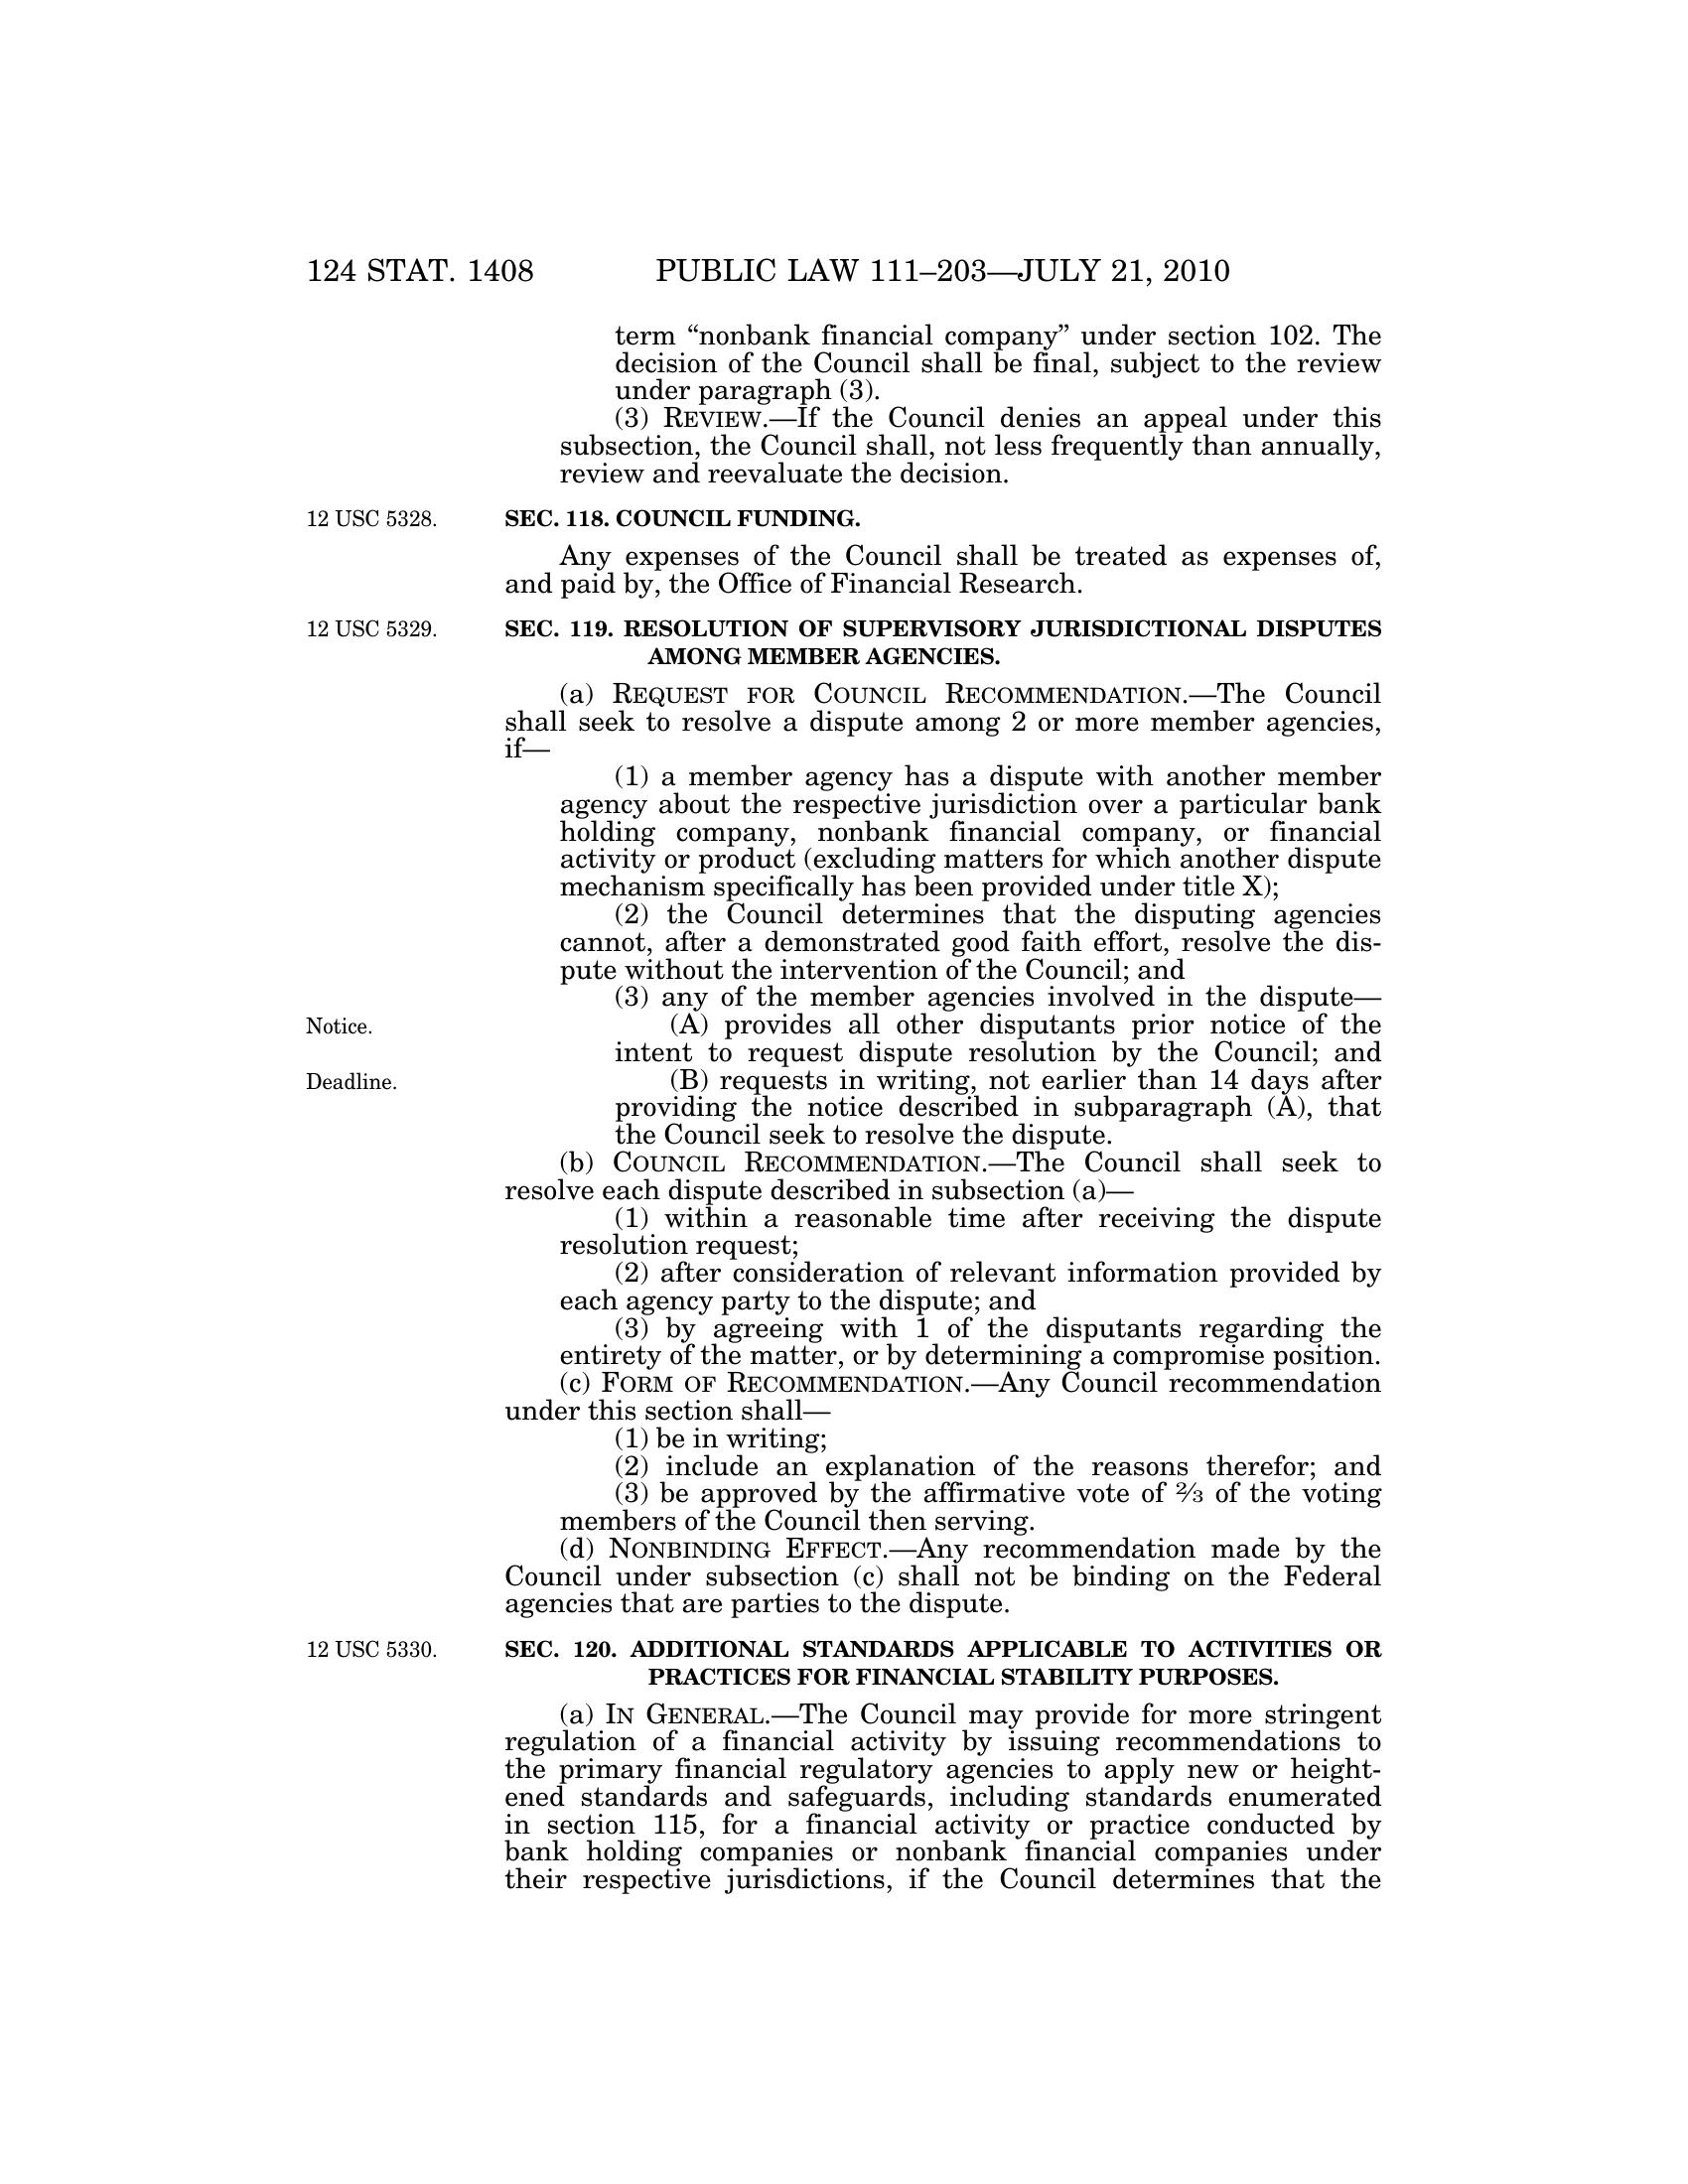 124 STAT. 1408 PUBLIC LAW 111–203—JULY 21, 2010
term “nonbank financial company” under section 102. The
decision of the Council shall be final, subject to the review
under paragraph (3).
(3) REVIEW.—If the Council denies an appeal under this
subsection, the Council shall, not less frequently than annually,
review and reevaluate the decision.
12 USC 5328. SEC. 118. COUNCIL FUNDING.
Any expenses of the Council shall be treated as expenses of,
and paid by, the Office of Financial Research.
12 USC 5329. SEC. 119. RESOLUTION OF SUPERVISORY JURISDICTIONAL DISPUTES
AMONG MEMBER AGENCIES.
(a) REQUEST FOR COUNCIL RECOMMENDATION.—The Council
shall seek to resolve a dispute among 2 or more member agencies,
if—
(1) a member agency has a dispute with another member
agency about the respective jurisdiction over a particular bank
holding company, nonbank financial company, or financial
activity or product (excluding matters for which another dispute
mechanism specifically has been provided under title X);
(2) the Council determines that the disputing agencies
cannot, after a demonstrated good faith effort, resolve the dis-
pute without the intervention of the Council; and
(3) any of the member agencies involved in the dispute—
Notice. (A) provides all other disputants prior notice of the
intent to request dispute resolution by the Council; and
Deadline. (B) requests in writing, not earlier than 14 days after
providing the notice described in subparagraph (A), that
the Council seek to resolve the dispute.
(b) COUNCIL RECOMMENDATION.—The Council shall seek to
resolve each dispute described in subsection (a)—
(1) within a reasonable time after receiving the dispute
resolution request;
(2) after consideration of relevant information provided by
each agency party to the dispute; and
(3) by agreeing with 1 of the disputants regarding the
entirety of the matter, or by determining a compromise position.
(c) FORM OF RECOMMENDATION.—Any Council recommendation
under this section shall—
(1) be in writing;
(2) include an explanation of the reasons therefor; and
(3) be approved by the affirmative vote of 2⁄3 of the voting
members of the Council then serving.
(d) NONBINDING EFFECT.—Any recommendation made by the
Council under subsection (c) shall not be binding on the Federal
agencies that are parties to the dispute.
12 USC 5330. SEC. 120. ADDITIONAL STANDARDS APPLICABLE TO ACTIVITIES OR
PRACTICES FOR FINANCIAL STABILITY PURPOSES.
(a) IN GENERAL.—The Council may provide for more stringent
regulation of a financial activity by issuing recommendations to
the primary financial regulatory agencies to apply new or height-
ened standards and safeguards, including standards enumerated
in section 115, for a financial activity or practice conducted by
bank holding companies or nonbank financial companies under
their respective jurisdictions, if the Council determines that the